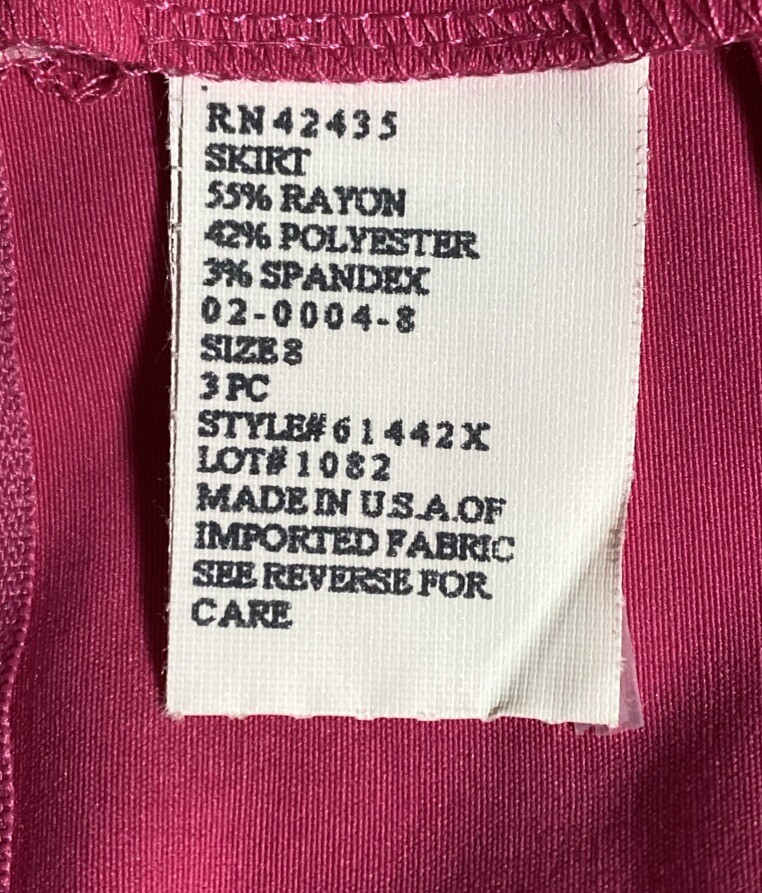 RN 42435
SKIRT
55% RAYON
42% POLYESTER
3% SPANDEX
02-0004-8
SIZE 8
3 PC
STYLE# 61442X
LOT# 1082
MADE IN U.S.A. OF
IMPORTED FABRIC
SEE REVERSE FOR
CARE